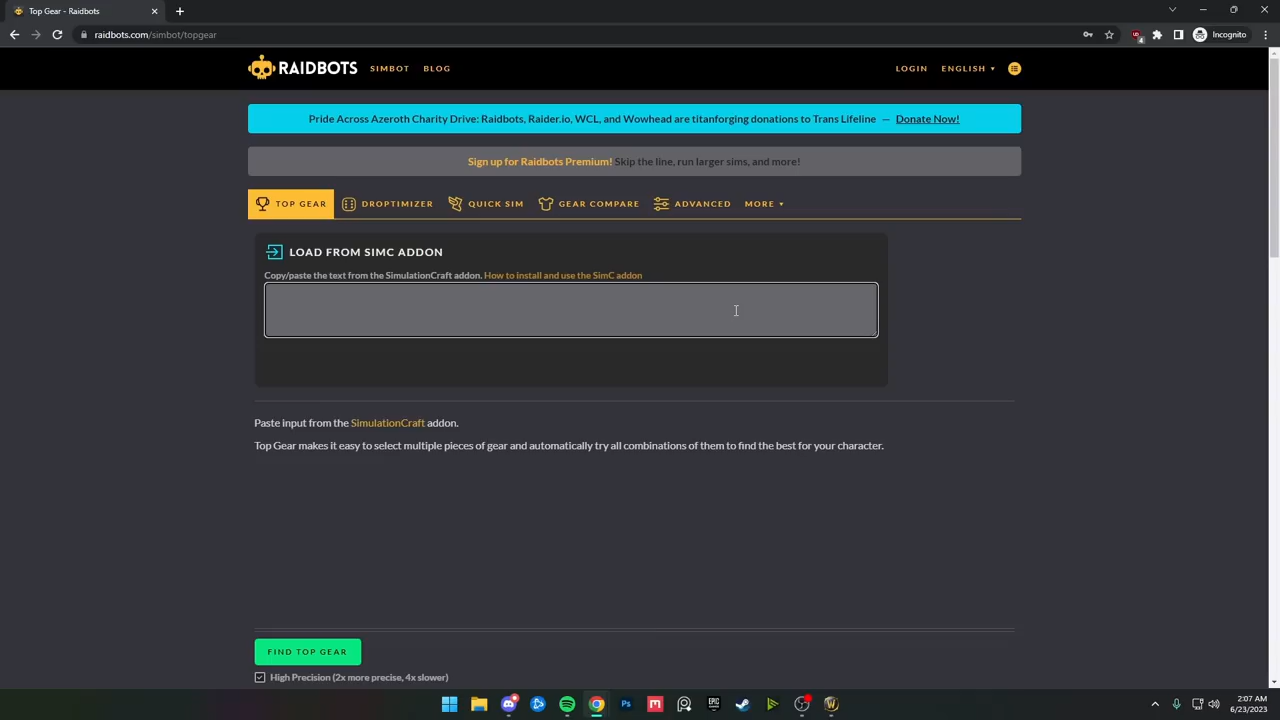 Top Gear - Raidbots
raidbots.com/simbot/topgear
4
Incognito
RAIDBOTS
SIMBOT
BLOG
LOGIN
ENGLISH
Pride Across Azeroth Charity Drive: Raidbots, Raider.io, WCL, and Wowhead are titanforging donations to Trans Lifeline — Donate Now!
Sign up for Raidbots Premium! Skip the line, run larger sims, and more!
TOP GEAR
DROPTIMIZER
QUICK SIM
GEAR COMPARE
ADVANCED
MORE
LOAD FROM SIMC ADDON
Copy/paste the text from the SimulationCraft addon. How to install and use the SimC addon
Paste input from the SimulationCraft addon.
Top Gear makes it easy to select multiple pieces of gear and automatically try all combinations of them to find the best for your character.
FIND TOP GEAR
High Precision (2x more precise, 4x slower)
Ps
EPIC
2:07 AM
6/23/2023